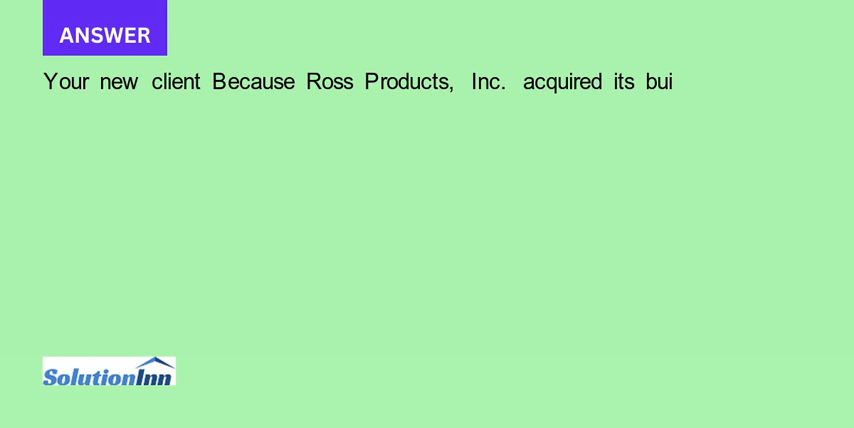 ANSWER
Your new client Because Ross Products, Inc. acquired its bui
SolutionInn